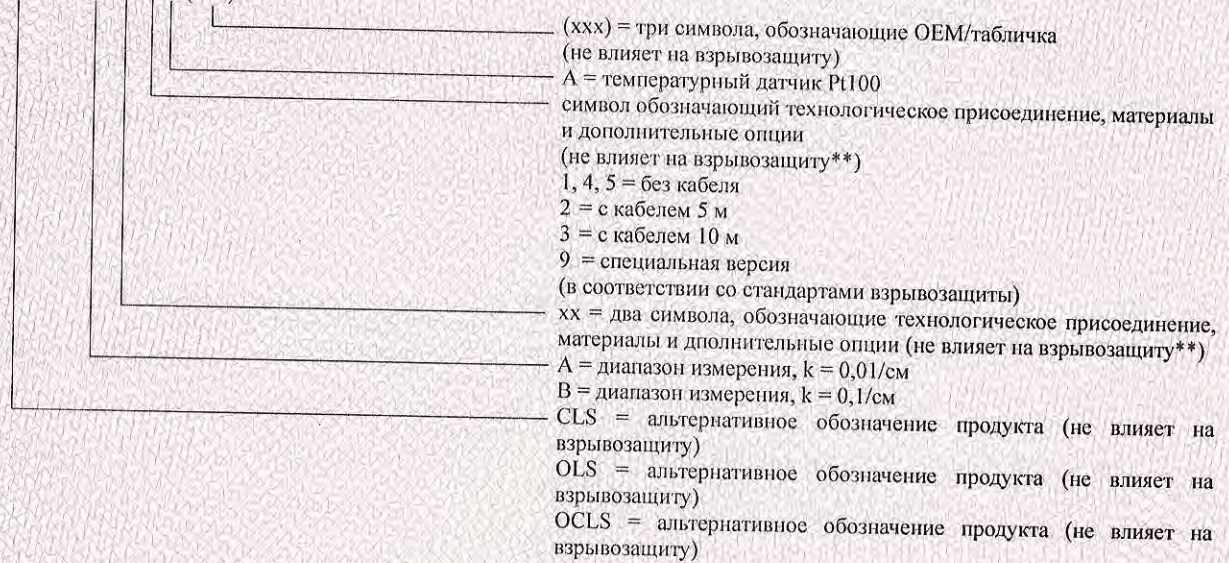 (xxx) = три символа, обозначающие OEM/табличка
(не влияет на взрывозащиту)
А = температурный датчик Pt100
символ обозначающий технологическое присоединение, материалы
и дополнительные опции
(не влияет на взрывозащиту**)
1, 4, 5 = без кабеля
2 = с кабелем 5 м
3 = с кабелем 10 м
9 = специальная версия
(в соответствии со стандартами взрывозащиты)
xx = два символа, обозначающие технологическое присоединение,
материалы и дполнительные опции (не влияет на взрывозащиту**)
А = диапазон измерения, k = 0,01/см
В = диапазон измерения, k = 0,1/см
CLS = альтернативное обозначение продукта (не влияет на
взрывозащиту)
OLS = альтернативное обозначение продукта (не влияет на
взрывозащиту)
OCLS = альтернативное обозначение продукта (не влияет на
взрывозащиту)